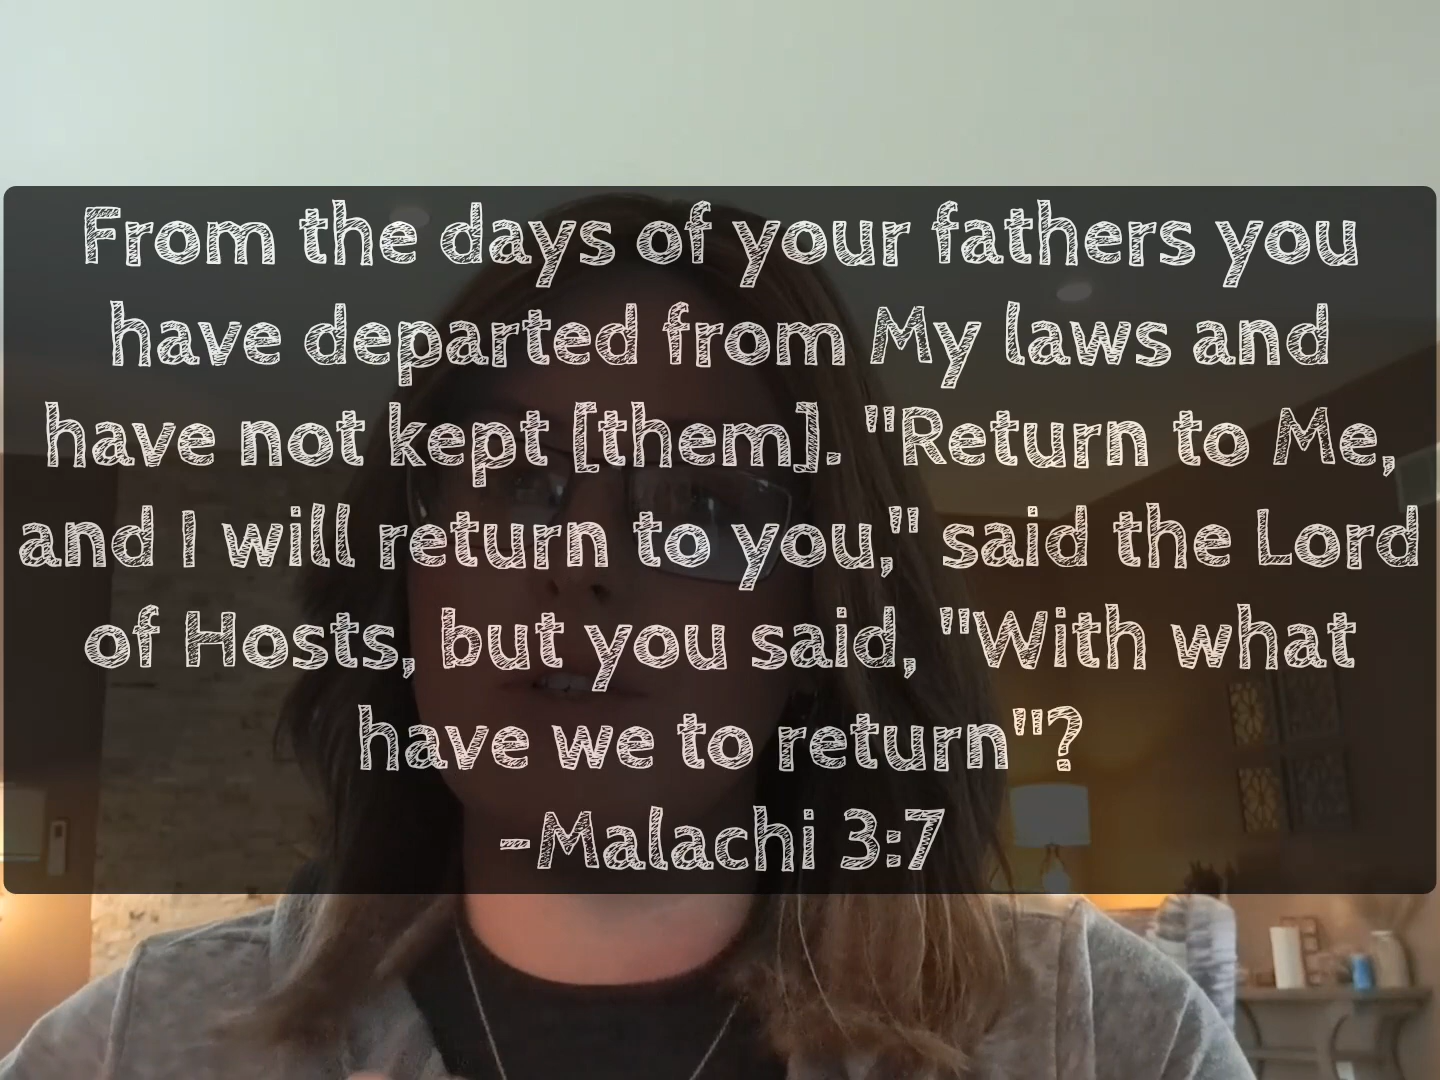 From the days of your fathers you
have departed from My laws and
have not kept [them]. "Return to Me,
and I will return to you," said the Lord
of Hosts, but you said, "With what
have we to return"?
-Malachi 3:7